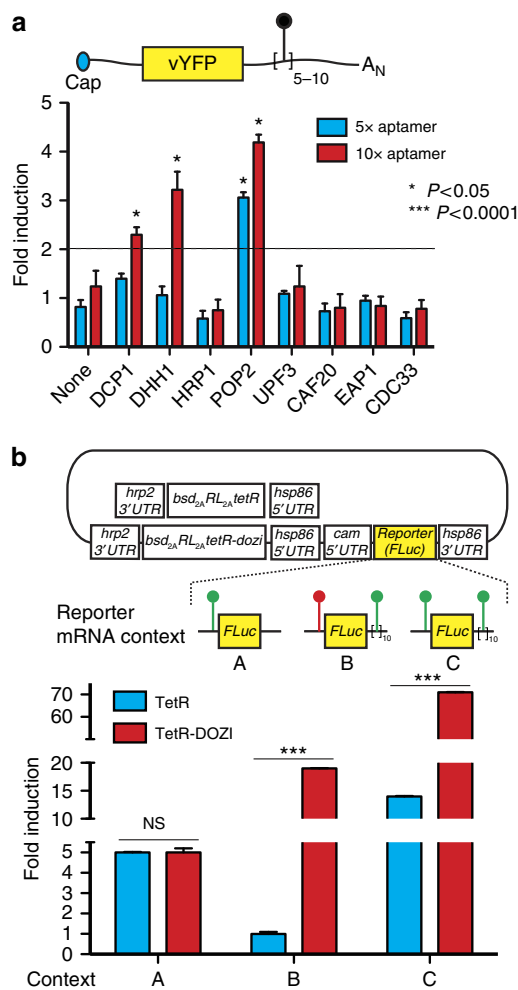 a
vYFP
Cap
[ ]5–10
AN
5× aptamer
10× aptamer
* P<0.05
*** P<0.0001
Fold induction
5
4
3
2
1
0
*
*
*
*
None
DCP1
DHH1
HRP1
POP2
UPF3
CAF20
EAP1
CDC33
b
hrp2 3′UTR
bsd2ARL2AtetR
hsp86 5′UTR
hrp2 3′UTR
bsd2ARL2AtetR-dozi
hsp86 5′UTR
cam 5′UTR
Reporter (FLuc)
hsp86 3′UTR
Reporter mRNA context
FLuc
A
FLuc
[ ]10
B
FLuc
[ ]10
C
TetR
TetR-DOZI
Fold induction
70
60
20
15
10
5
4
3
2
1
0
NS
***
***
Context
A
B
C